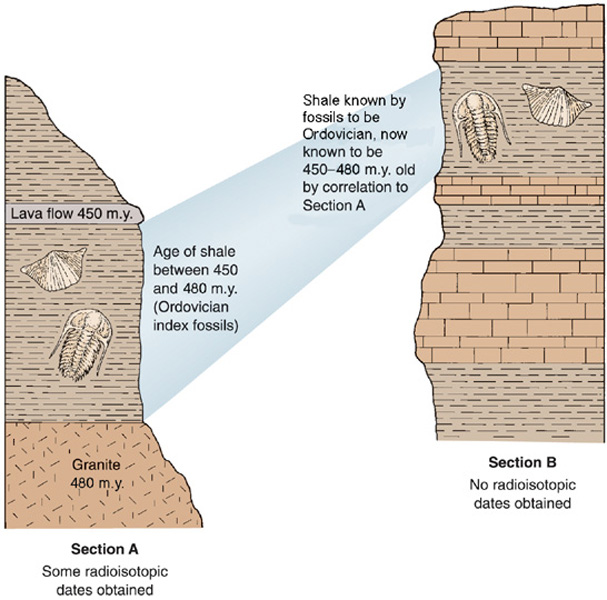 Shale known by
fossils to be
Ordovician, now
known to be
450–480 m.y. old
by correlation to
Section A
Lava flow 450 m.y.
Age of shale
between 450
and 480 m.y.
(Ordovician
index fossils)
Granite
480 m.y.
Section B
No radioisotopic
dates obtained
Section A
Some radioisotopic
dates obtained